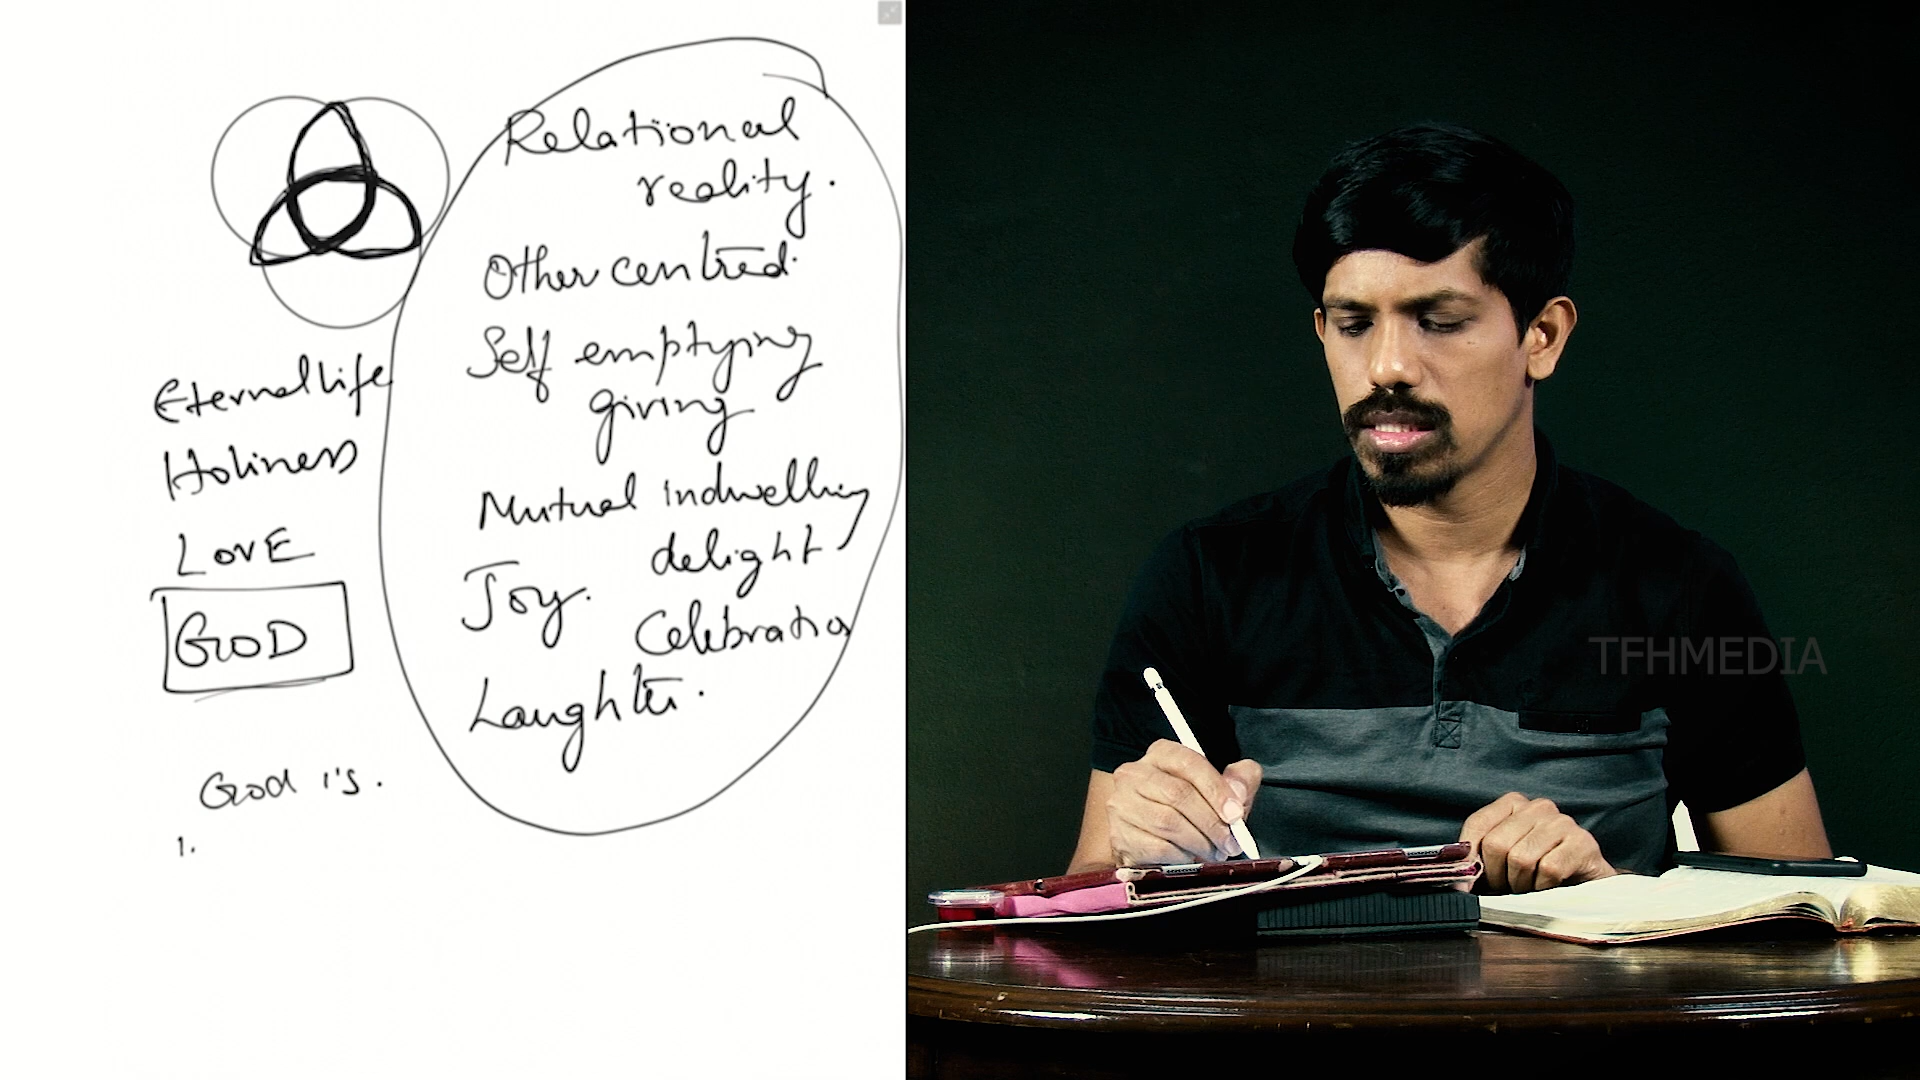 Relational
reality.
Other centred.
Self emptying
giving
Mutual indwelling
delight
Joy.
Celebration
Laughter.
Eternal life
Holiness
LOVE
GOD
God is.
1.
TFHMEDIA